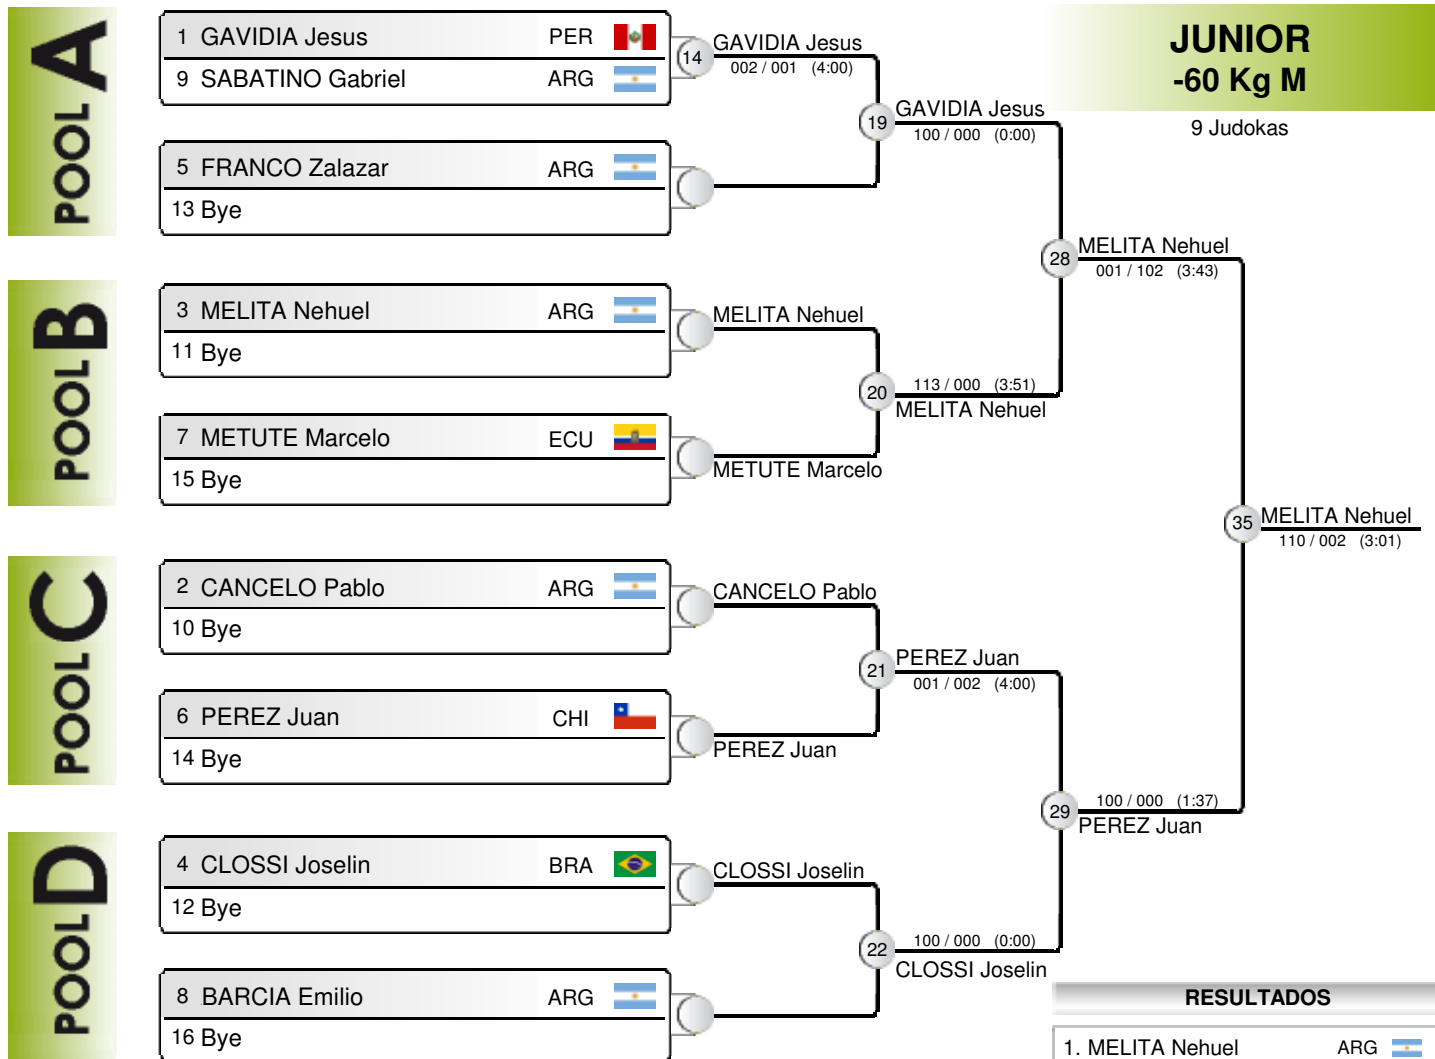 JUNIOR
-60 Kg M
9 Judokas
POOL A
1 GAVIDIA Jesus PER
9 SABATINO Gabriel ARG
5 FRANCO Zalazar ARG
13 Bye
14
GAVIDIA Jesus
002 / 001 (4:00)
19
GAVIDIA Jesus
100 / 000 (0:00)
POOL B
3 MELITA Nehuel ARG
11 Bye
7 METUTE Marcelo ECU
15 Bye
MELITA Nehuel
METUTE Marcelo
20
113 / 000 (3:51)
MELITA Nehuel
28
MELITA Nehuel
001 / 102 (3:43)
35
MELITA Nehuel
110 / 002 (3:01)
POOL C
2 CANCELO Pablo ARG
10 Bye
6 PEREZ Juan CHI
14 Bye
CANCELO Pablo
PEREZ Juan
21
PEREZ Juan
001 / 002 (4:00)
29
100 / 000 (1:37)
PEREZ Juan
POOL D
4 CLOSSI Joselin BRA
12 Bye
8 BARCIA Emilio ARG
16 Bye
CLOSSI Joselin
22
100 / 000 (0:00)
CLOSSI Joselin
RESULTADOS
1. MELITA Nehuel ARG